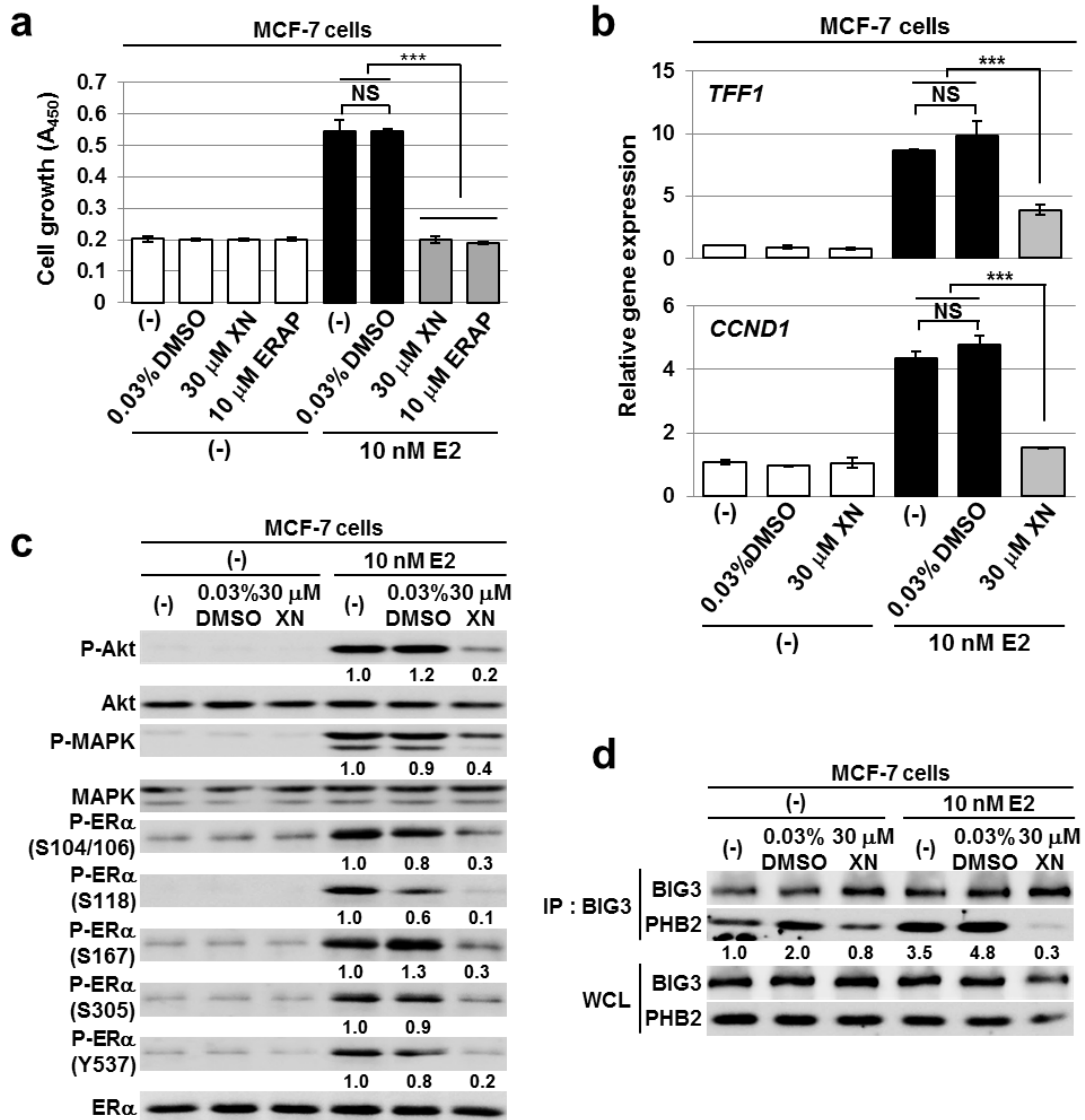 a
MCF-7 cells
***
NS
Cell growth (A450)
0.7
0.6
0.5
0.4
0.3
0.2
0.1
0
(-)
0.03% DMSO
30 μM XN
10 μM ERAP
(-)
0.03% DMSO
30 μM XN
10 μM ERAP
(-)
10 nM E2
b
MCF-7 cells
Relative gene expression
15
10
5
0
TFF1
***
NS
6
4
2
0
CCND1
***
NS
(-)
0.03%DMSO
30 μM XN
(-)
0.03% DMSO
30 μM XN
(-)
10 nM E2
c
MCF-7 cells
(-)
10 nM E2
(-) 0.03% 30 μM (-) 0.03% 30 μM
DMSO XN DMSO XN
P-Akt
1.0 1.2 0.2
Akt
P-MAPK
1.0 0.9 0.4
MAPK
P-ERα
(S104/106)
1.0 0.8 0.3
P-ERα
(S118)
1.0 0.6 0.1
P-ERα
(S167)
1.0 1.3 0.3
P-ERα
(S305)
1.0 0.9
P-ERα
(Y537)
1.0 0.8 0.2
ERα
d
MCF-7 cells
(-)
10 nM E2
(-) 0.03% 30 μM (-) 0.03% 30 μM
DMSO XN DMSO XN
IP : BIG3
BIG3
PHB2
1.0 2.0 0.8 3.5 4.8 0.3
WCL
BIG3
PHB2